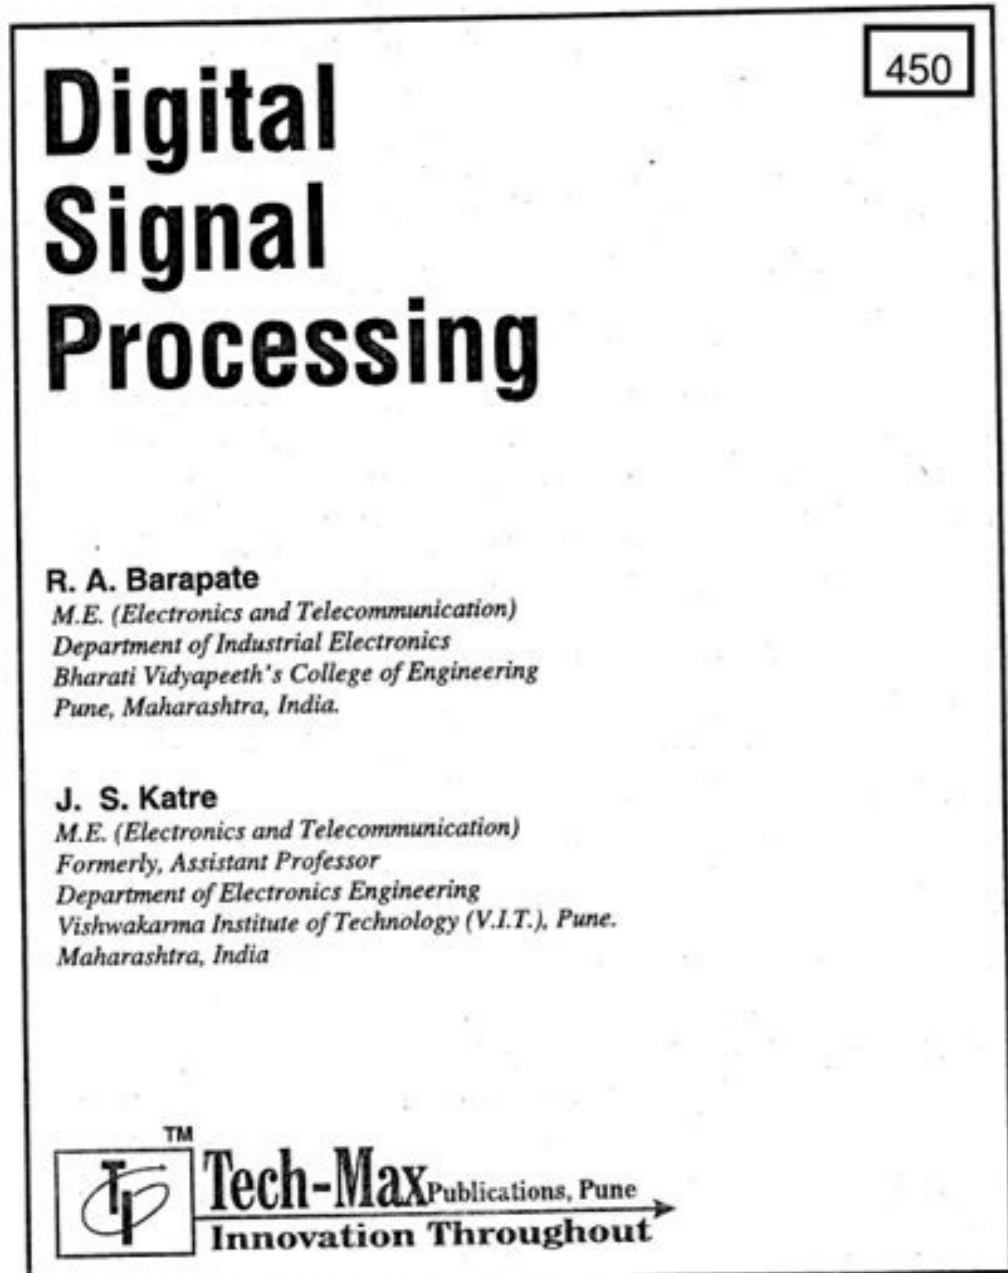 450
Digital
Signal
Processing
R. A. Barapate
M.E. (Electronics and Telecommunication)
Department of Industrial Electronics
Bharati Vidyapeeth's College of Engineering
Pune, Maharashtra, India.
J. S. Katre
M.E. (Electronics and Telecommunication)
Formerly, Assistant Professor
Department of Electronics Engineering
Vishwakarma Institute of Technology (V.I.T.), Pune.
Maharashtra, India
TM
Tech-Max Publications, Pune
Innovation Throughout